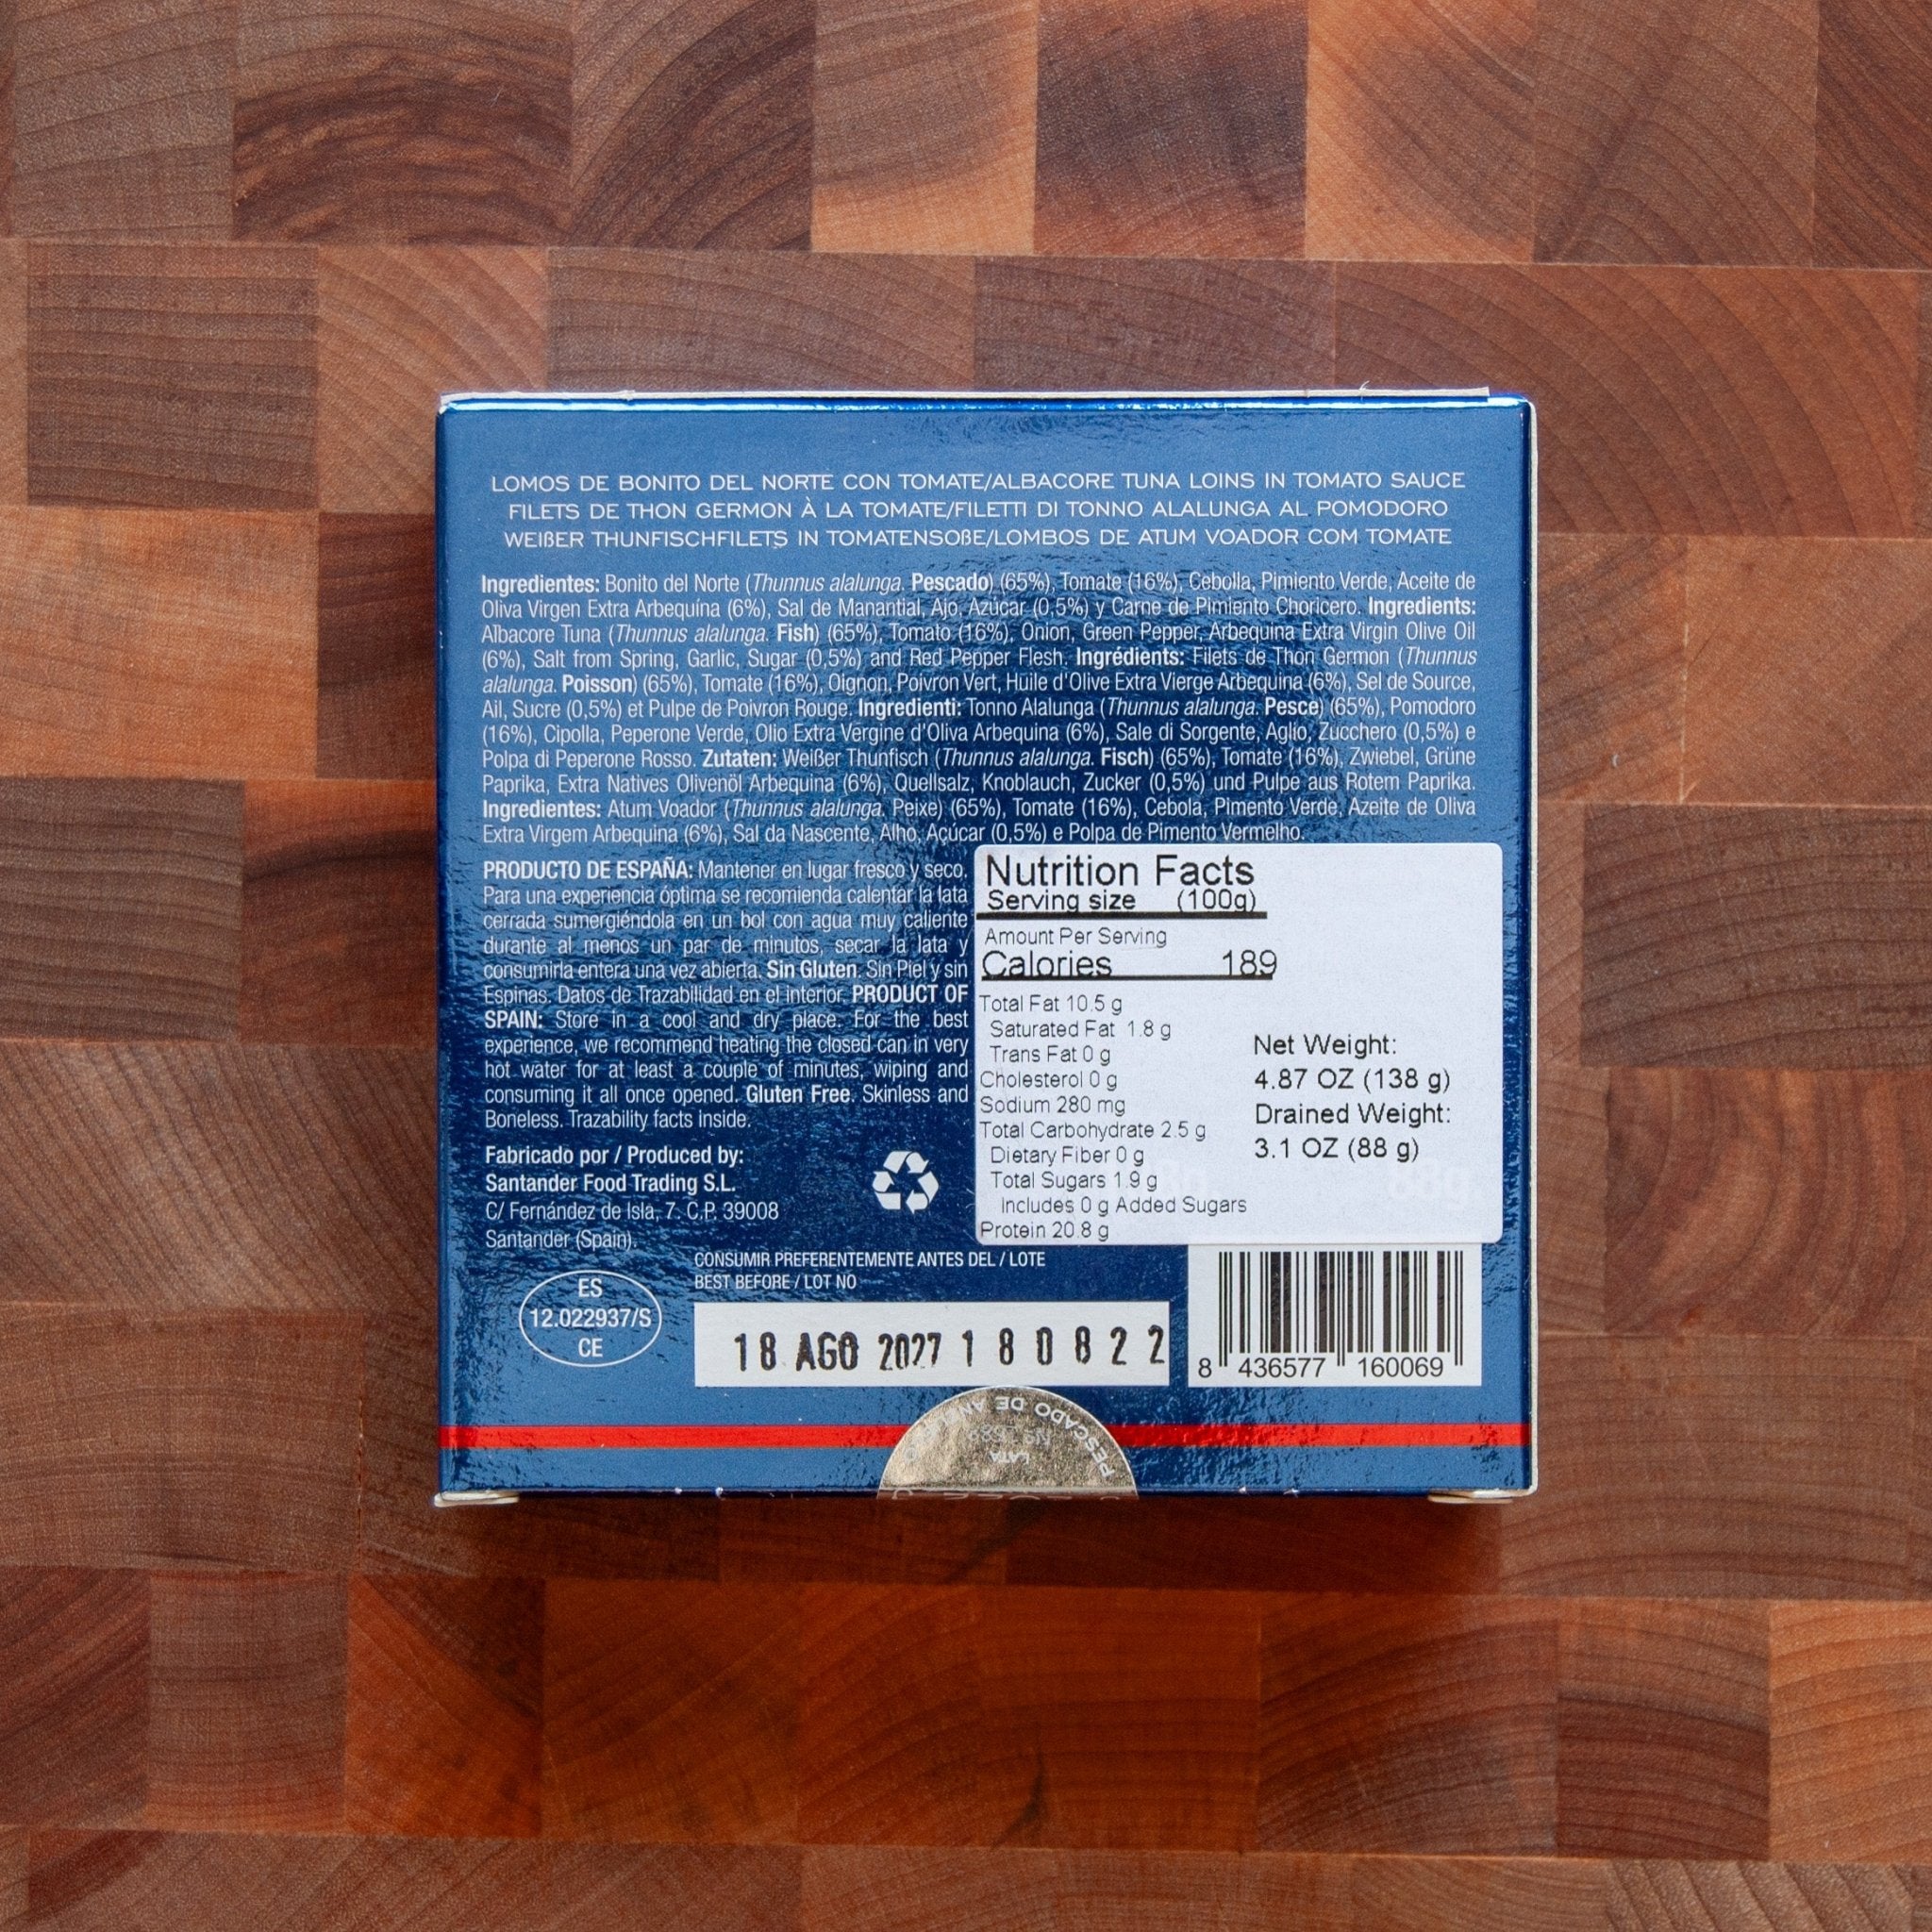 LOMOS DE BONITO DEL NORTE CON TOMATE/ALBACORE TUNA LOINS IN TOMATO SAUCE
FILETS DE THON GERMON À LA TOMATE/FILETTI DI TONNO ALALUNGA AL POMODORO
WEIßER THUNFISCHFILETS IN TOMATENSOßE/LOMBOS DE ATUM VOADOR COM TOMATE
Ingredientes: Bonito del Norte (Thunnus alalunga. Pescado) (65%), Tomate (16%), Cebolla, Pimiento Verde, Aceite de
Oliva Virgen Extra Arbequína (6%), Sal de Manantial, Ajo, Azúcar (0,5%) y Carne de Pimiento Choricero. Ingredients:
Albacore Tuna (Thunnus alalunga. Fish) (65%), Tomato (16%), Onion, Green Pepper, Arbequina Extra Virgin Olive Oil
(6%), Salt from Spring, Garlic, Sugar (0,5%) and Red Pepper Flesh. Ingrédients: Filets de Thon Germon (Thunnus
alalunga. Poisson) (65%), Tomate (16%), Oignon, Poivron Vert, Huile d'Olive Extra Vierge Arbequina (6%), Sel de Source,
Ail, Sucre (0,5%) et Pulpe de Poivron Rouge. Ingredienti: Tonno Alalunga (Thunnus alalunga. Pesce) (65%), Pomodoro
(16%), Cipolla, Peperone Verde, Olio Extra Vergine d'Oliva Arbequina (6%), Sale di Sorgente, Aglio, Zucchero (0,5%) e
Polpa di Peperone Rosso. Zutaten: Weißer Thunfisch (Thunnus alalunga. Fisch) (65%), Tomate (16%), Zwiebel, Grüne
Paprika, Extra Natives Olivenöl Arbequina (6%), Quellsalz, Knoblauch, Zucker (0,5%) und Pulpe aus Rotem Paprika.
Ingredientes: Atum Voador (Thunnus alalunga. Peixe) (65%), Tomate (16%), Cebola, Pimento Verde, Azeite de Oliva
Extra Virgem Arbequina (6%), Sal da Nascente, Alho, Açúcar (0,5%) e Polpa de Pimento Vermelho.
PRODUCTO DE ESPAÑA: Mantener en lugar fresco y seco.
Para una experiencia óptima se recomienda calentar la lata
cerrada sumergiéndola en un bol con agua muy caliente
durante al menos un par de minutos, secar la lata y
consumirla entera una vez abierta. Sin Gluten. Sin Piel y sin
Espinas. Datos de Trazabilidad en el interior. PRODUCT OF
SPAIN: Store in a cool and dry place. For the best
experience, we recommend heating the closed can in very
hot water for at least a couple of minutes, wiping and
consuming it all once opened. Gluten Free. Skinless and
Boneless. Trazability facts inside.
Fabricado por / Produced by:
Santander Food Trading S.L.
C/ Fernández de Isla, 7. C.P. 39008
Santander (Spain).
Nutrition Facts
Serving size (100g)
Amount Per Serving
Calories 189
Total Fat 10.5 g
Saturated Fat 1.8 g
Trans Fat 0 g
Cholesterol 0 g
Sodium 280 mg
Total Carbohydrate 2.5 g
Dietary Fiber 0 g
Total Sugars 1.9 g
Includes 0 g Added Sugars
Protein 20.8 g
Net Weight:
4.87 OZ (138 g)
Drained Weight:
3.1 OZ (88 g)
88g.
CONSUMIR PREFERENTEMENTE ANTES DEL / LOTE
BEST BEFORE / LOT NO
ES
12.022937/S
CE
18 AGO 2027 180822
8 436577 160069
PESCADO DE
LATA